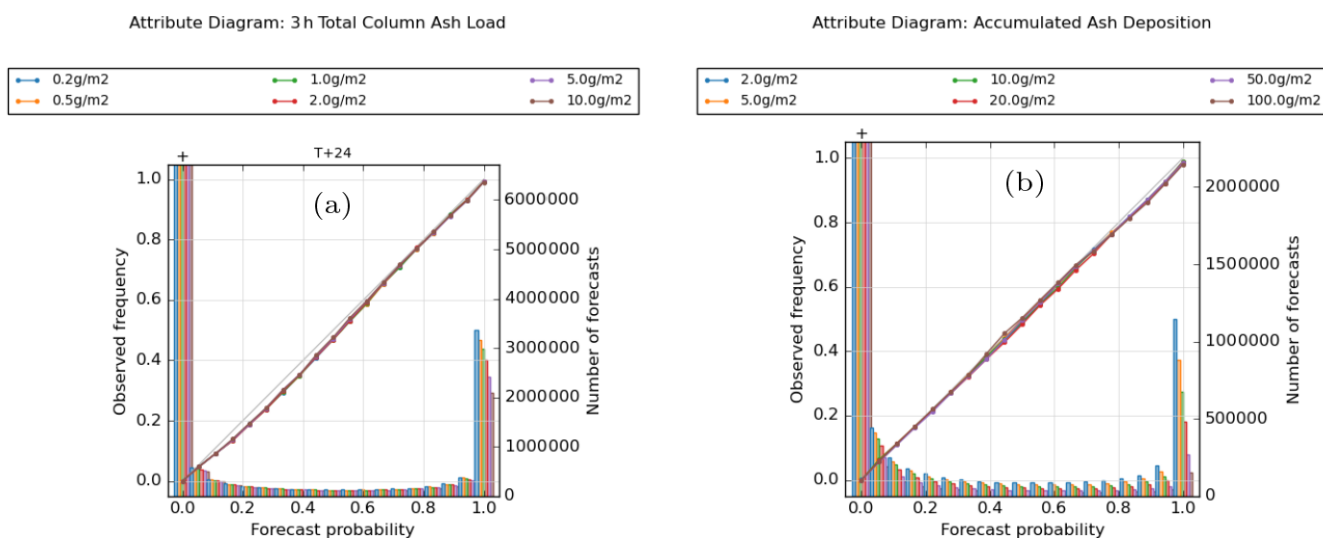 Attribute Diagram: 3h Total Column Ash Load
0.2g/m2 1.0g/m2 5.0g/m2
0.5g/m2 2.0g/m2 10.0g/m2
T+24
+
(a)
Observed frequency
1.0
0.8
0.6
0.4
0.2
0.0
6000000
5000000
4000000
3000000
2000000
1000000
0
Number of forecasts
0.0 0.2 0.4 0.6 0.8 1.0
Forecast probability
Attribute Diagram: Accumulated Ash Deposition
2.0g/m2 10.0g/m2 50.0g/m2
5.0g/m2 20.0g/m2 100.0g/m2
+
(b)
Observed frequency
1.0
0.8
0.6
0.4
0.2
0.0
2000000
1500000
1000000
500000
0
Number of forecasts
0.0 0.2 0.4 0.6 0.8 1.0
Forecast probability